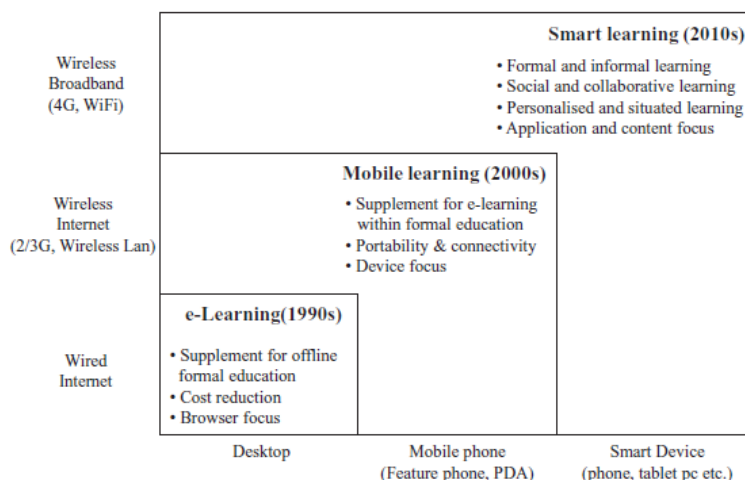 Smart learning (2010s)
Wireless
Broadband
(4G, WiFi)
• Formal and informal learning
• Social and collaborative learning
• Personalised and situated learning
• Application and content focus
Mobile learning (2000s)
Wireless
Internet
(2/3G, Wireless Lan)
• Supplement for e-learning
within formal education
• Portability & connectivity
• Device focus
e-Learning(1990s)
Wired
Internet
• Supplement for offline
formal education
• Cost reduction
• Browser focus
Desktop
Mobile phone
(Feature phone, PDA)
Smart Device
(phone, tablet pc etc.)